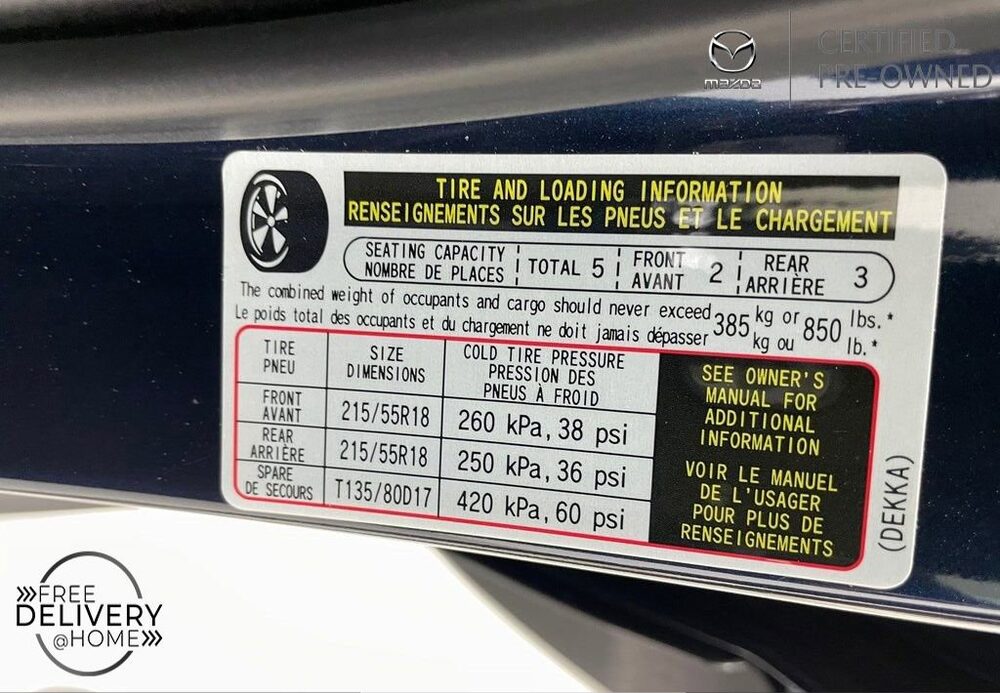 mazda
CERTIFIED
PRE-OWNED
TIRE AND LOADING INFORMATION
RENSEIGNEMENTS SUR LES PNEUS ET LE CHARGEMENT
SEATING CAPACITY
NOMBRE DE PLACES
TOTAL 5
FRONT
AVANT
2
REAR
ARRIÈRE
3
The combined weight of occupants and cargo should never exceed 385 kg or 850 lbs.*
Le poids total des occupants et du chargement ne doit jamais dépasser 385 kg ou 850 lb.*
TIRE
PNEU
SIZE
DIMENSIONS
COLD TIRE PRESSURE
PRESSION DES
PNEUS À FROID
FRONT
AVANT
215/55R18
260 kPa, 38 psi
REAR
ARRIÈRE
215/55R18
250 kPa, 36 psi
SPARE
DE SECOURS
T135/80D17
420 kPa, 60 psi
SEE OWNER'S
MANUAL FOR
ADDITIONAL
INFORMATION
VOIR LE MANUEL
DE L'USAGER
POUR PLUS DE
RENSEIGNEMENTS
(DEKKA)
FREE
DELIVERY
@HOME